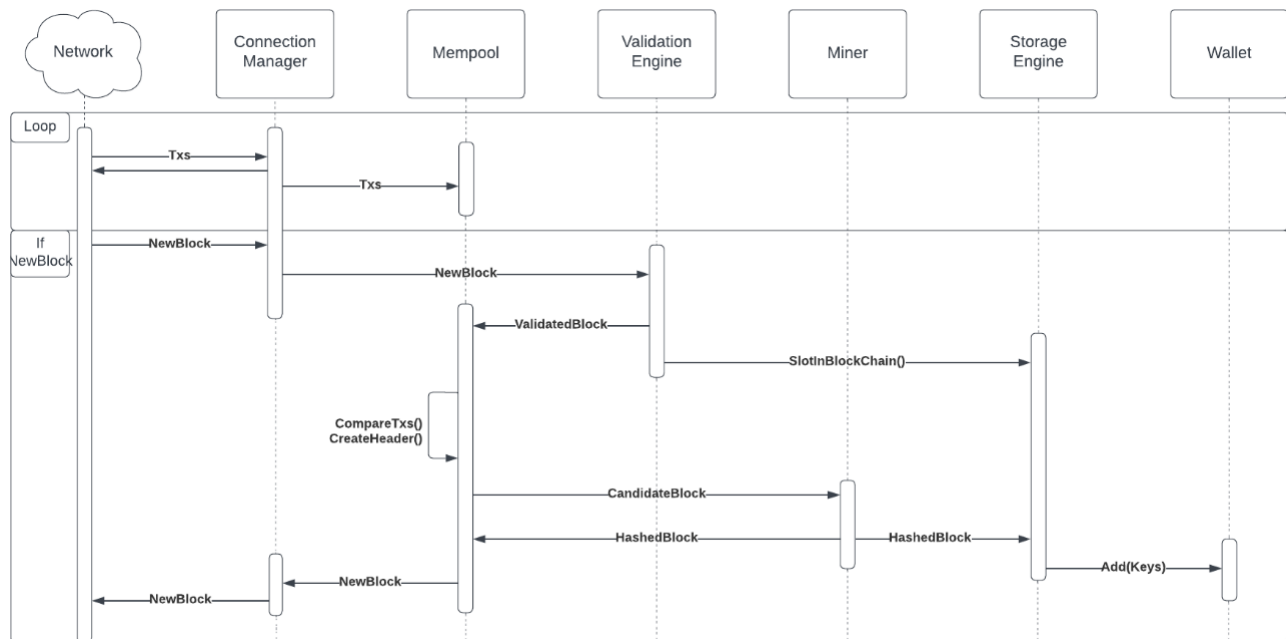 Network
Connection
Manager
Mempool
Validation
Engine
Miner
Storage
Engine
Wallet
Loop
Txs
Txs
If
NewBlock
NewBlock
NewBlock
ValidatedBlock
SlotInBlockChain()
CompareTxs()
CreateHeader()
CandidateBlock
HashedBlock
HashedBlock
Add(Keys)
NewBlock
NewBlock